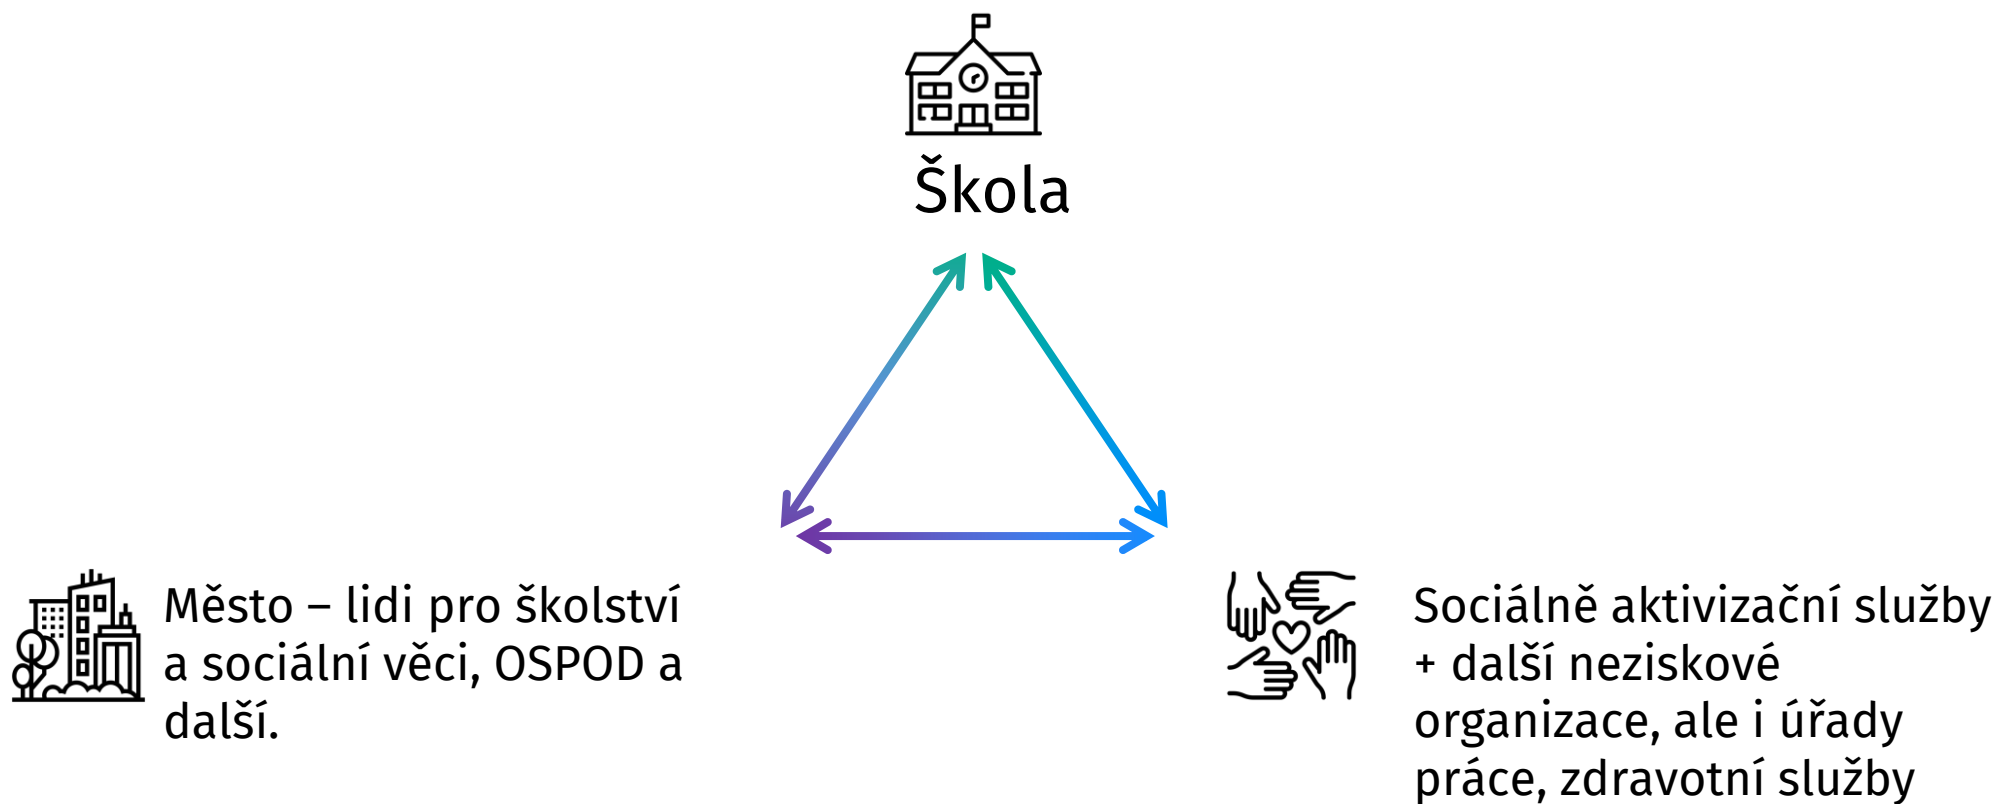 Škola
Město – lidi pro školství
a sociální věci, OSPOD a
další.
Sociálně aktivizační služby
+ další neziskové
organizace, ale i úřady
práce, zdravotní služby